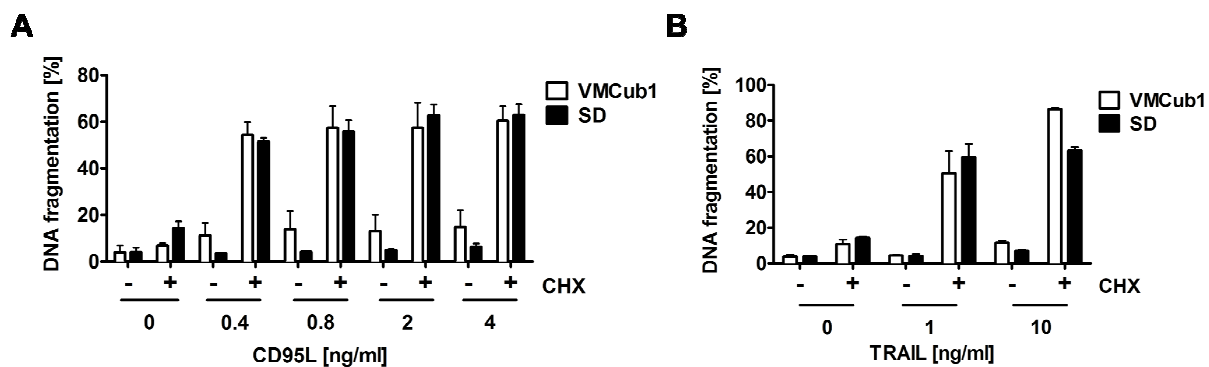 A
DNA fragmentation [%]
80
60
40
20
0
VMCub1
SD
- + - + - + - + - + CHX
0 0.4 0.8 2 4
CD95L [ng/ml]
B
DNA fragmentation [%]
100
80
60
40
20
0
VMCub1
SD
- + - + - + CHX
0 1 10
TRAIL [ng/ml]